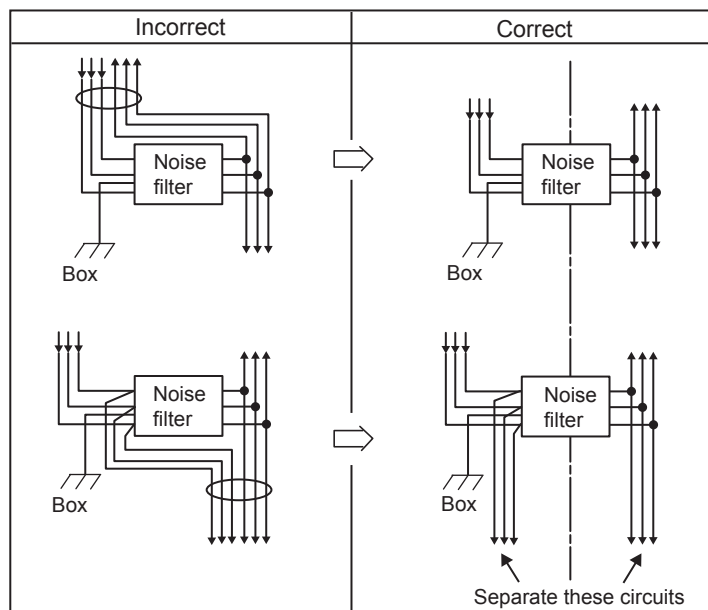 Incorrect
Correct
Noise
filter
Box
Noise
filter
Box
Noise
filter
Box
Noise
filter
Box
Separate these circuits